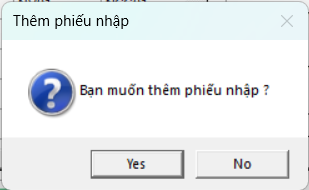 Thêm phiếu nhập
Bạn muốn thêm phiếu nhập ?
Yes
No